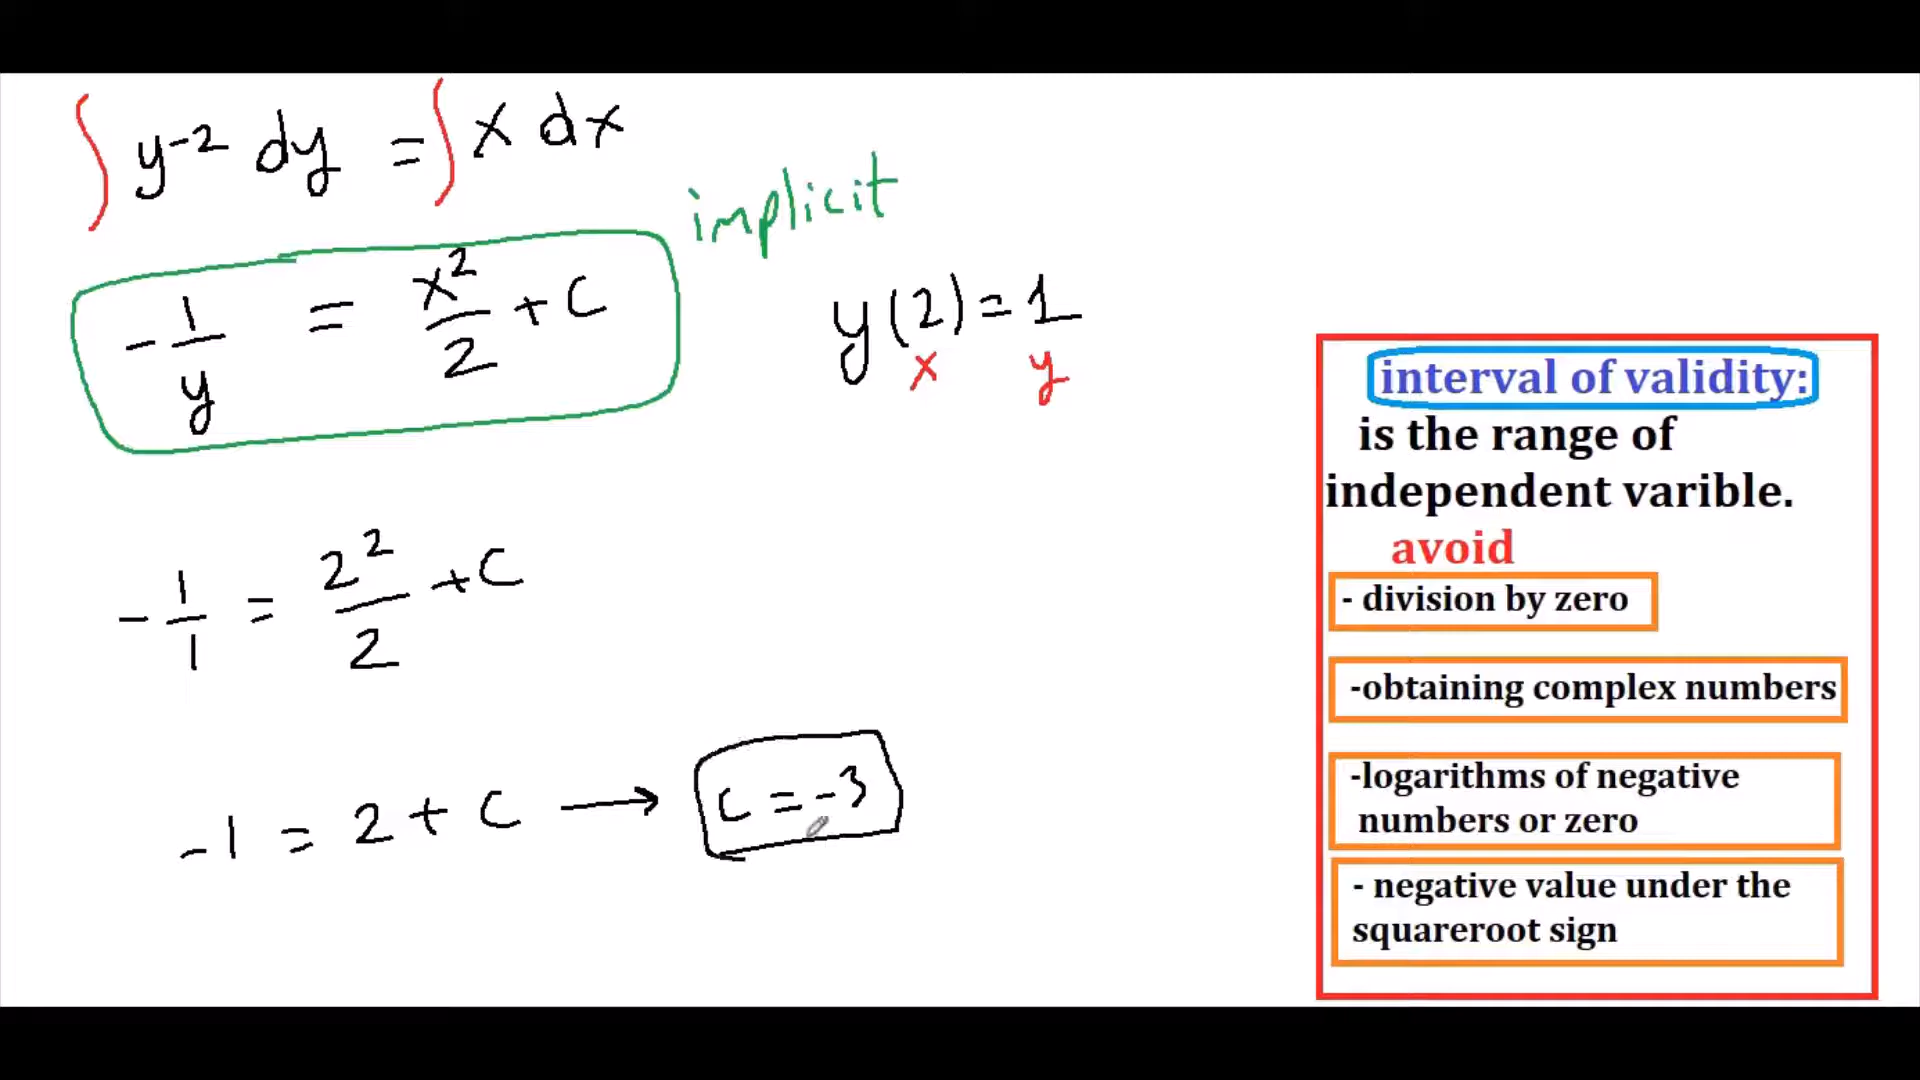 ∫ y⁻² dy = ∫ x dx
implicit
-1/y = x²/2 + c
y(2) = 1
x y
-1/1 = 2²/2 + c
-1 = 2 + c → c = -3
interval of validity:
is the range of
independent varible.
avoid
- division by zero
-obtaining complex numbers
-logarithms of negative
numbers or zero
- negative value under the
squareroot sign